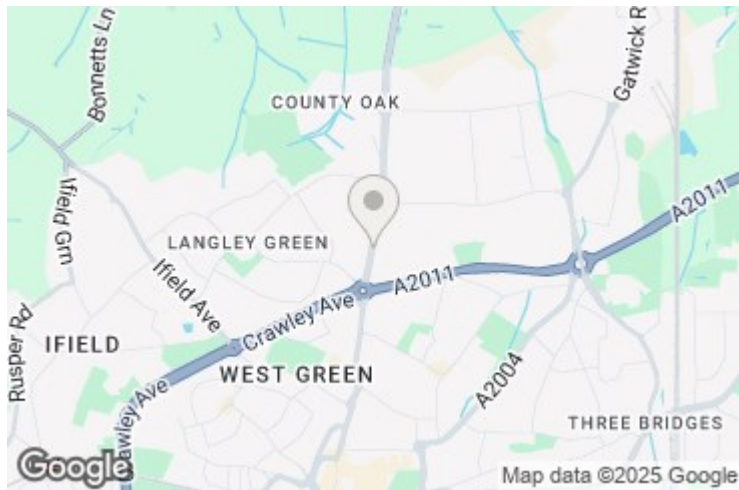 Bonnetts Ln
COUNTY OAK
Gatwick R
Ifield Grn
LANGLEY GREEN
A2011
Ifield Ave
A2011
Rusper Rd
Crawley Ave
IFIELD
WEST GREEN
A2004
Crawley Ave
THREE BRIDGES
Google
Map data ©2025 Google